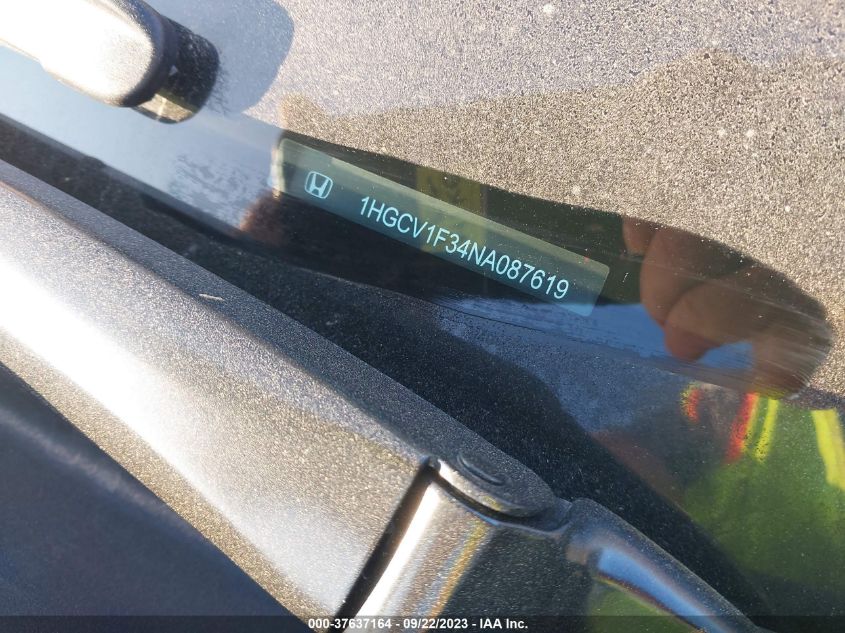 1HGCV1F34NA087619
000-37637164 - 09/22/2023 - IAA Inc.